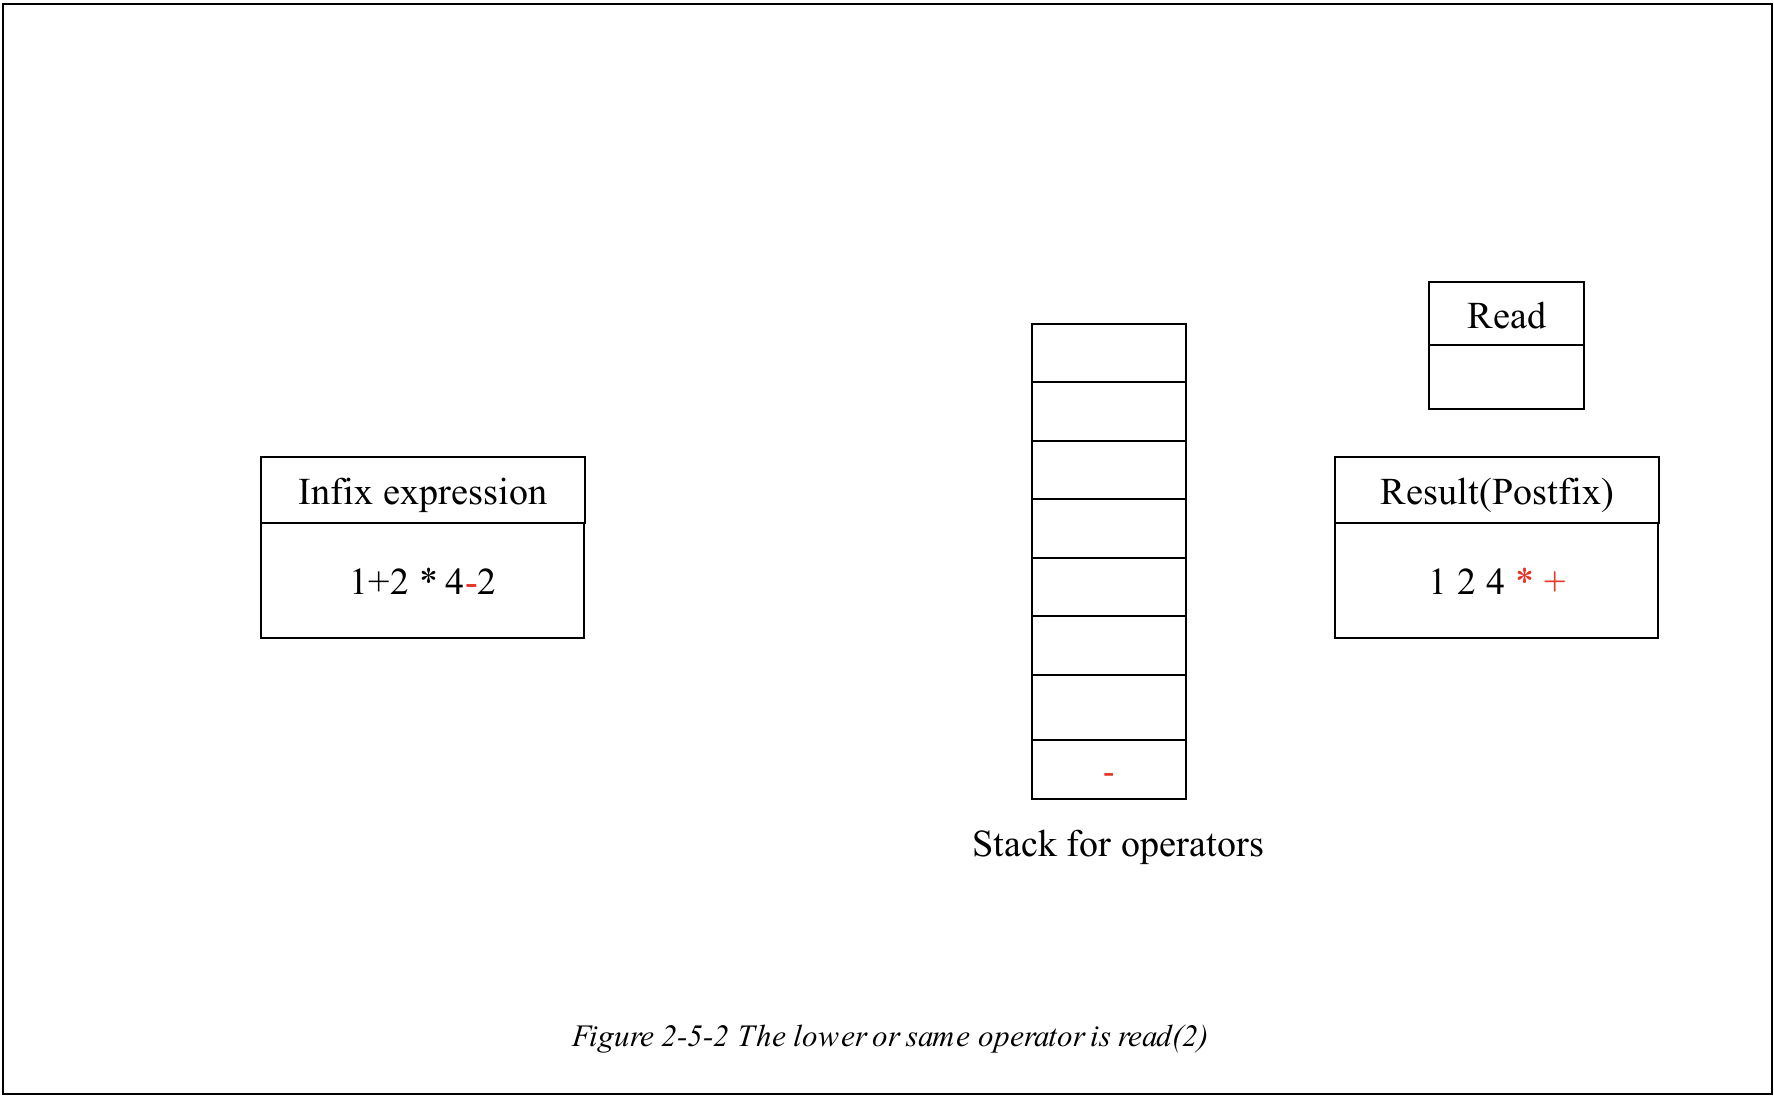 Read
Infix expression
1+2 * 4-2
Result(Postfix)
1 2 4 * +
-
Stack for operators
Figure 2-5-2 The lower or same operator is read(2)